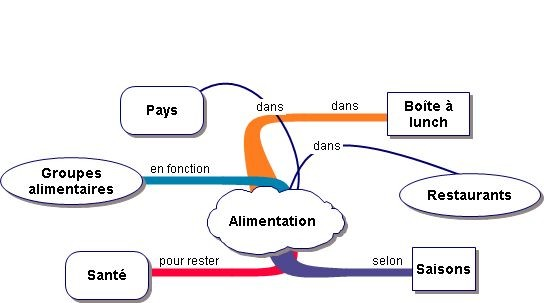 Pays
dans
dans
Boîte à
lunch
dans
Groupes
alimentaires
en fonction
Restaurants
Alimentation
Santé
pour rester
selon
Saisons